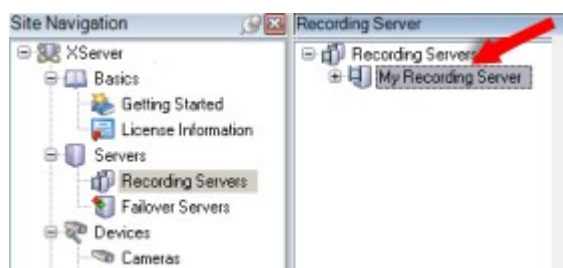 Site Navigation
XServer
Basics
Getting Started
License Information
Servers
Recording Servers
Failover Servers
Devices
Cameras
Recording Server
Recording Servers
My Recording Server